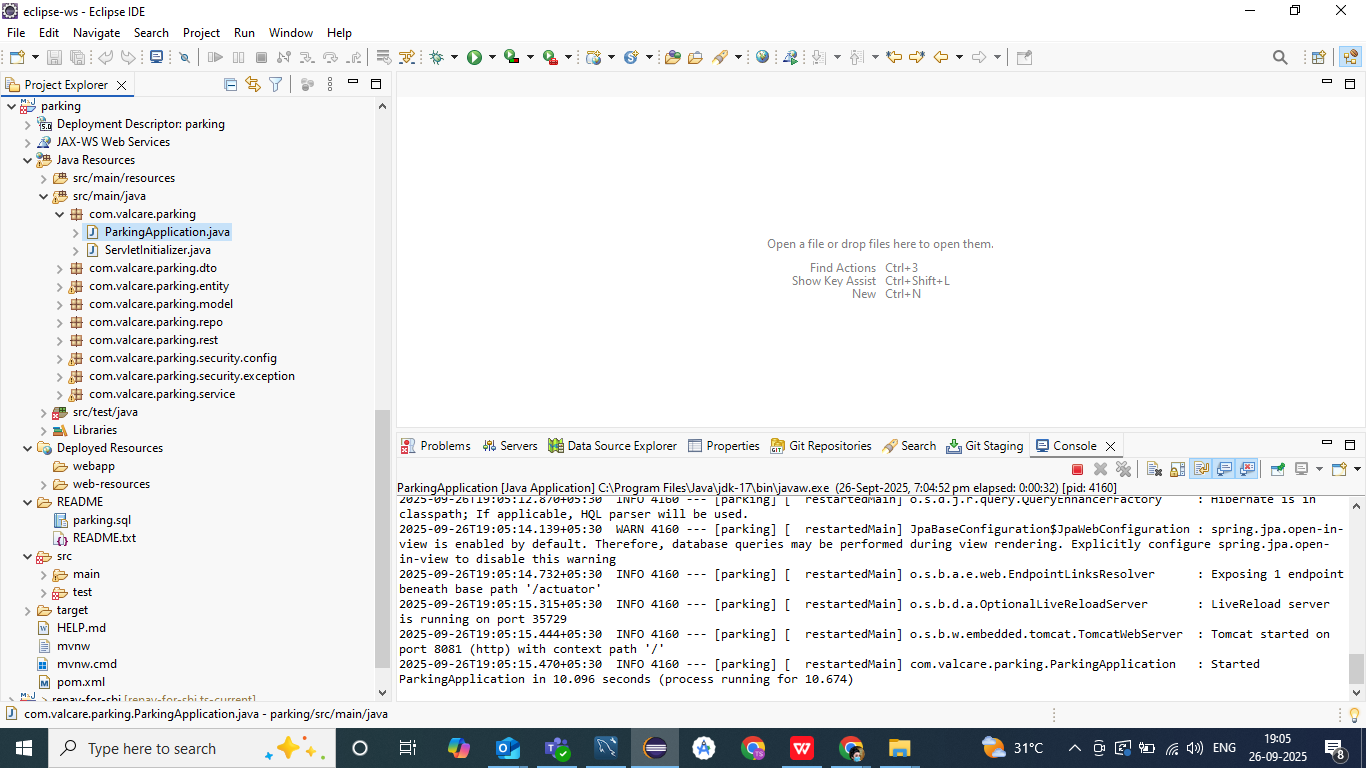 eclipse-ws - Eclipse IDE
File Edit Navigate Search Project Run Window Help
Project Explorer
parking
Deployment Descriptor: parking
JAX-WS Web Services
Java Resources
src/main/resources
src/main/java
com.valcare.parking
ParkingApplication.java
ServletInitializer.java
com.valcare.parking.dto
com.valcare.parking.entity
com.valcare.parking.model
com.valcare.parking.repo
com.valcare.parking.rest
com.valcare.parking.security.config
com.valcare.parking.security.exception
com.valcare.parking.service
src/test/java
Libraries
Deployed Resources
webapp
web-resources
README
parking.sql
README.txt
src
main
test
target
HELP.md
mvnw
mvnw.cmd
pom.xml
repay-for-sbi [repay-for-sbi ts-current]
Open a file or drop files here to open them.
Find Actions Ctrl+3
Show Key Assist Ctrl+Shift+L
New Ctrl+N
Problems Servers Data Source Explorer Properties Git Repositories Search Git Staging Console
ParkingApplication [Java Application] C:\Program Files\Java\jdk-17\bin\javaw.exe (26-Sept-2025, 7:04:52 pm elapsed: 0:00:32) [pid: 4160]
2025-09-26T19:05:12.870+05:30  INFO 4160 --- [parking] [  restartedMain] o.s.d.j.r.query.QueryEnhancerFactory     : Hibernate is in
classpath; If applicable, HQL parser will be used.
2025-09-26T19:05:14.139+05:30  WARN 4160 --- [parking] [  restartedMain] JpaBaseConfiguration$JpaWebConfiguration : spring.jpa.open-in-
view is enabled by default. Therefore, database queries may be performed during view rendering. Explicitly configure spring.jpa.open-
in-view to disable this warning
2025-09-26T19:05:14.732+05:30  INFO 4160 --- [parking] [  restartedMain] o.s.b.a.e.web.EndpointLinksResolver      : Exposing 1 endpoint
beneath base path '/actuator'
2025-09-26T19:05:15.315+05:30  INFO 4160 --- [parking] [  restartedMain] o.s.b.d.a.OptionalLiveReloadServer       : LiveReload server
is running on port 35729
2025-09-26T19:05:15.444+05:30  INFO 4160 --- [parking] [  restartedMain] o.s.b.w.embedded.tomcat.TomcatWebServer  : Tomcat started on
port 8081 (http) with context path '/'
2025-09-26T19:05:15.470+05:30  INFO 4160 --- [parking] [  restartedMain] com.valcare.parking.ParkingApplication   : Started
ParkingApplication in 10.096 seconds (process running for 10.674)
com.valcare.parking.ParkingApplication.java - parking/src/main/java
Type here to search
31°C
ENG
19:05
26-09-2025
8